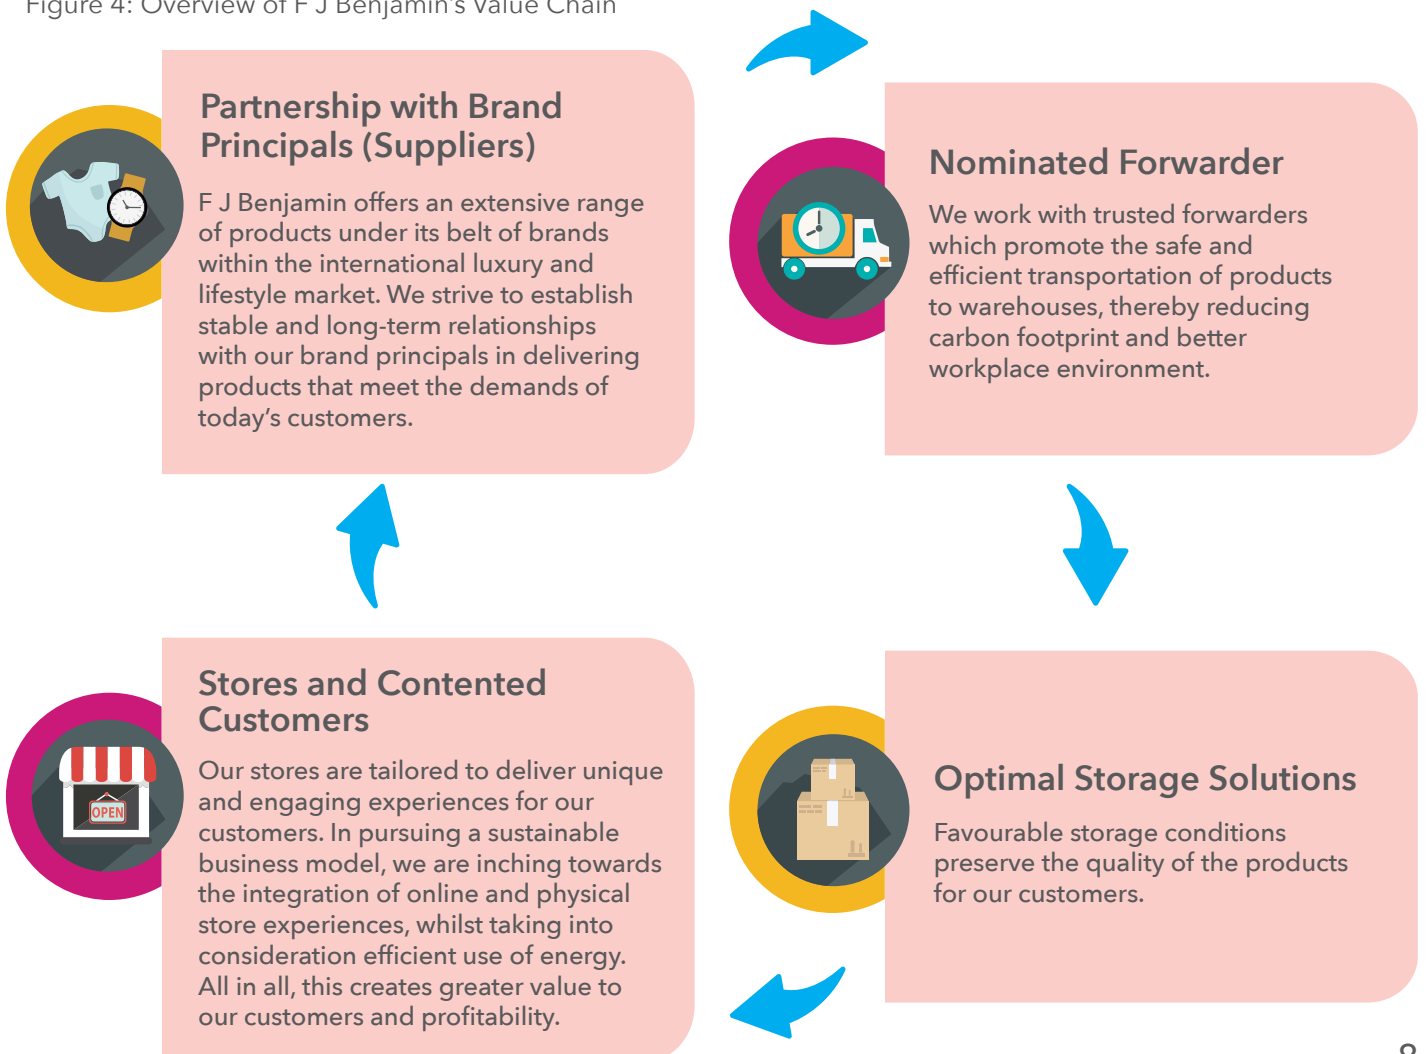 Figure 4: Overview of F J Benjamin's Value Chain
Partnership with Brand
Principals (Suppliers)
F J Benjamin offers an extensive range
of products under its belt of brands
within the international luxury and
lifestyle market. We strive to establish
stable and long-term relationships
with our brand principals in delivering
products that meet the demands of
today’s customers.
Nominated Forwarder
We work with trusted forwarders
which promote the safe and
efficient transportation of products
to warehouses, thereby reducing
carbon footprint and better
workplace environment.
Stores and Contented
Customers
Our stores are tailored to deliver unique
and engaging experiences for our
customers. In pursuing a sustainable
business model, we are inching towards
the integration of online and physical
store experiences, whilst taking into
consideration efficient use of energy.
All in all, this creates greater value to
our customers and profitability.
OPEN
Optimal Storage Solutions
Favourable storage conditions
preserve the quality of the products
for our customers.